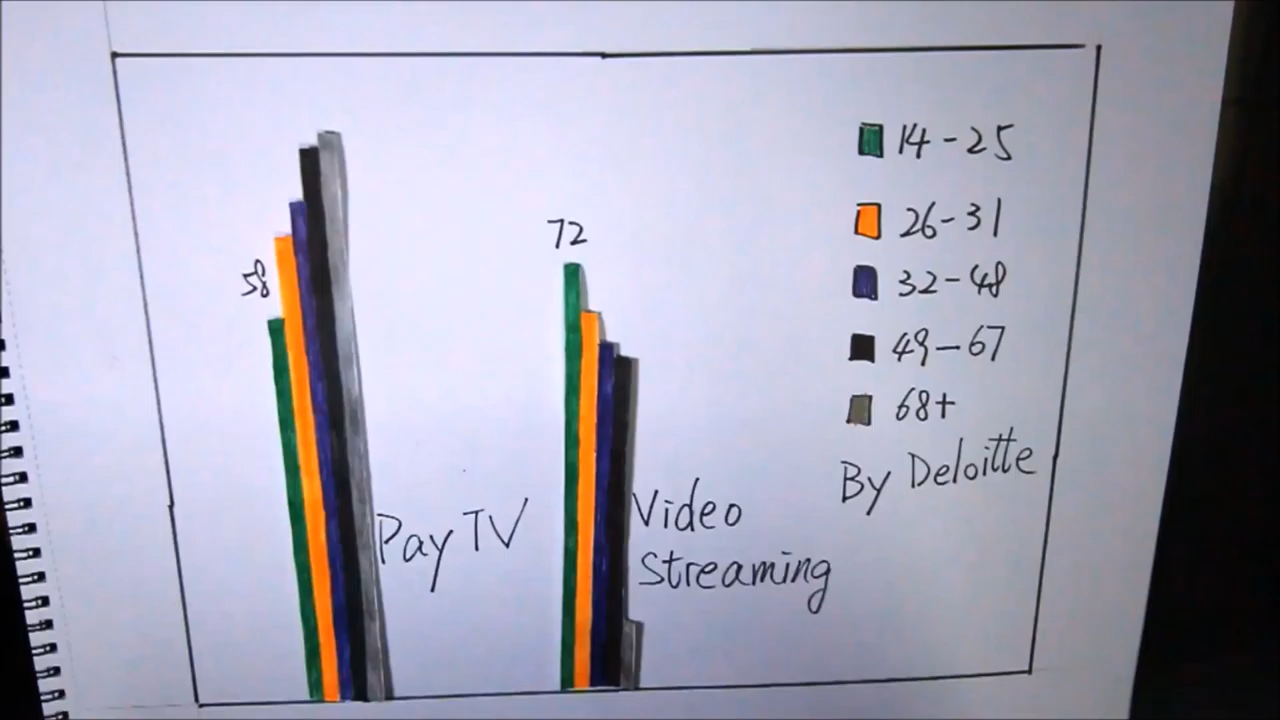 58
Pay TV
72
Video
Streaming
14-25
26-31
32-48
49-67
68+
By Deloitte